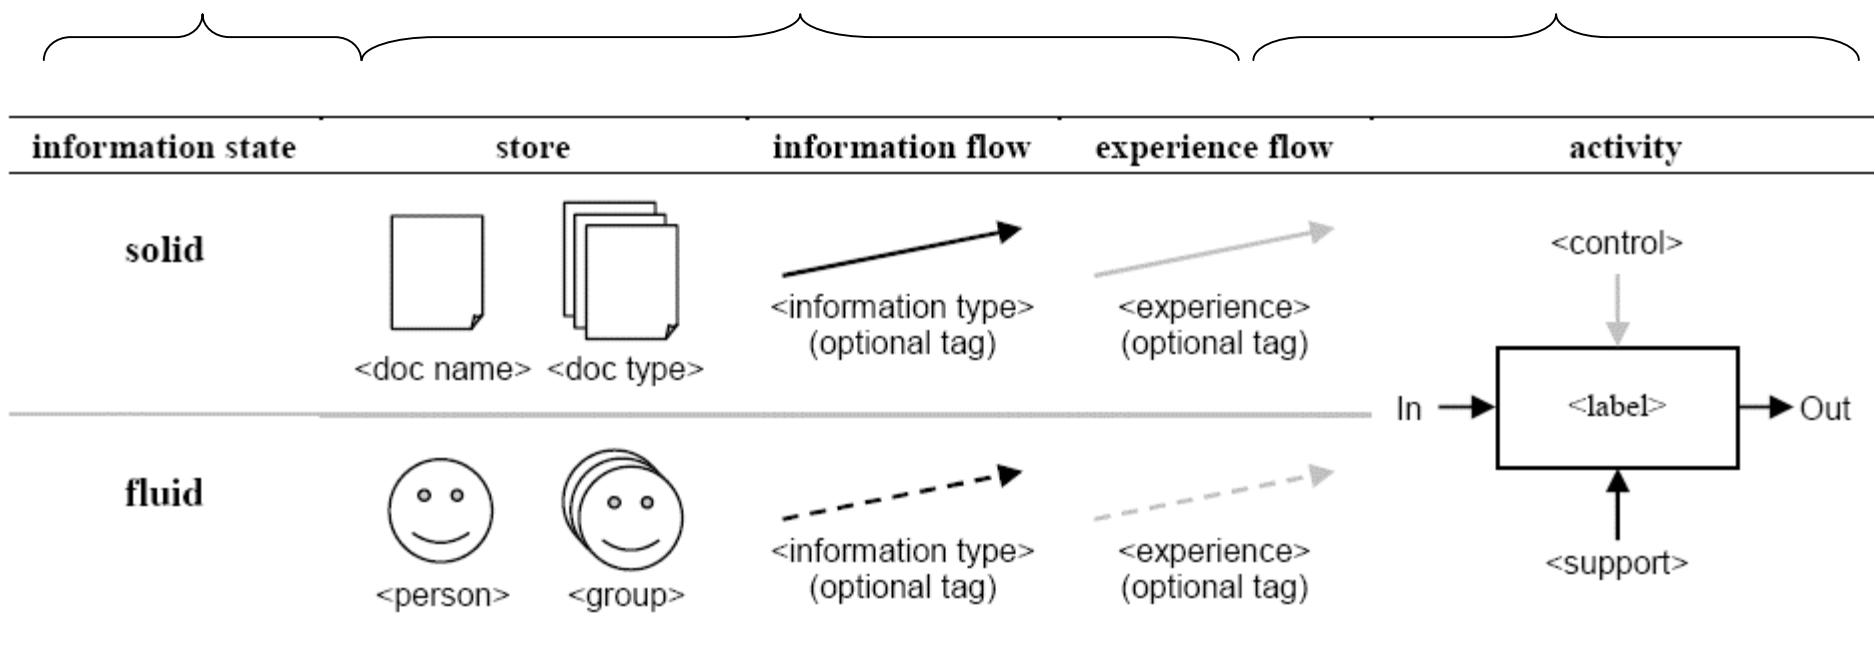 information state store information flow experience flow activity
solid
<doc name> <doc type>
<information type>
(optional tag)
<experience>
(optional tag)
<control>
In <label> Out
<support>
fluid
<person> <group>
<information type>
(optional tag)
<experience>
(optional tag)